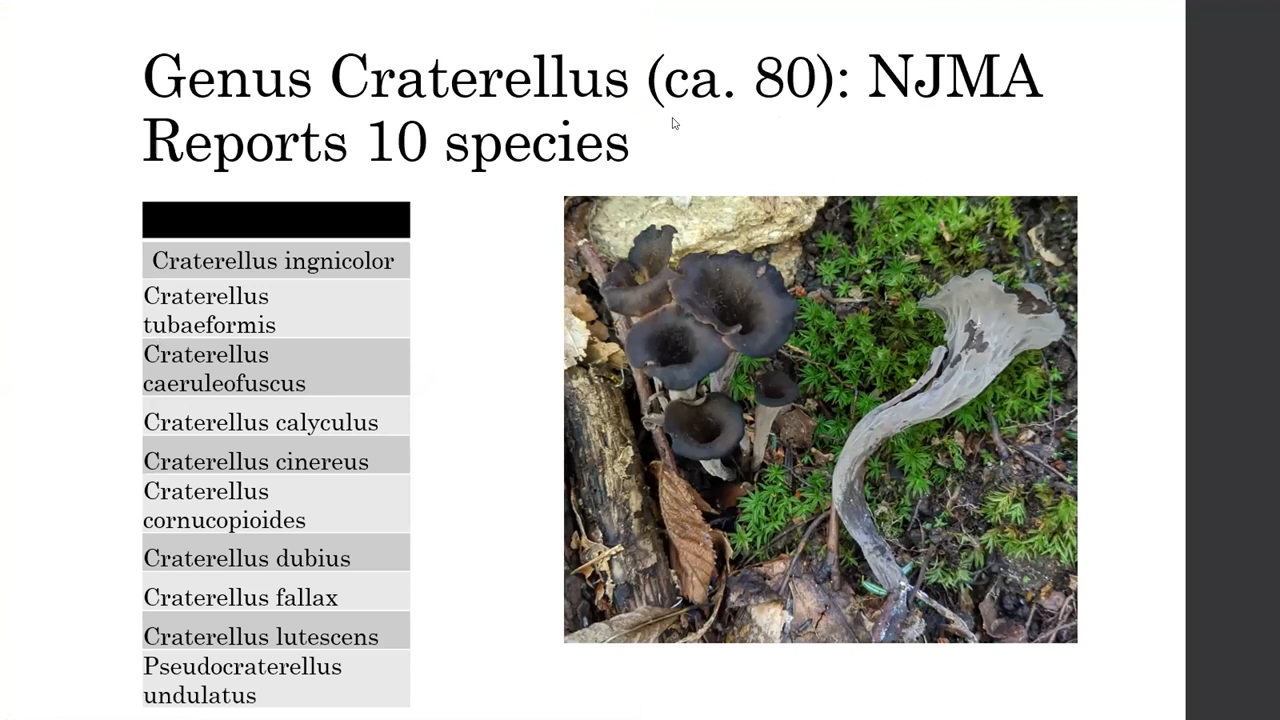 Genus Craterellus (ca. 80): NJMA
Reports 10 species
Craterellus ingnicolor
Craterellus
tubaeformis
Craterellus
caeruleofuscus
Craterellus calyculus
Craterellus cinereus
Craterellus
cornucopioides
Craterellus dubius
Craterellus fallax
Craterellus lutescens
Pseudocraterellus
undulatus